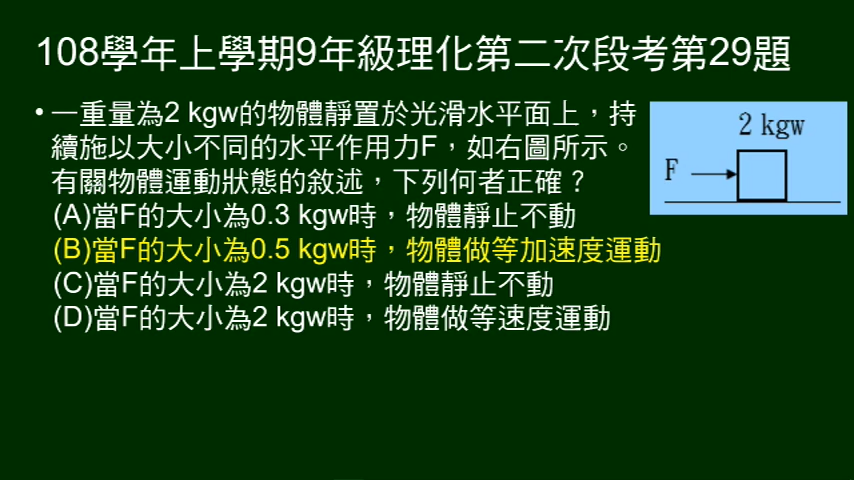 108學年上學期9年級理化第二次段考第29題
• 一重量為2 kgw的物體靜置於光滑水平面上，持
續施以大小不同的水平作用力F，如右圖所示。
有關物體運動狀態的敘述，下列何者正確？
(A)當F的大小為0.3 kgw時，物體靜止不動
(B)當F的大小為0.5 kgw時，物體做等加速度運動
(C)當F的大小為2 kgw時，物體靜止不動
(D)當F的大小為2 kgw時，物體做等速度運動
2 kgw
F